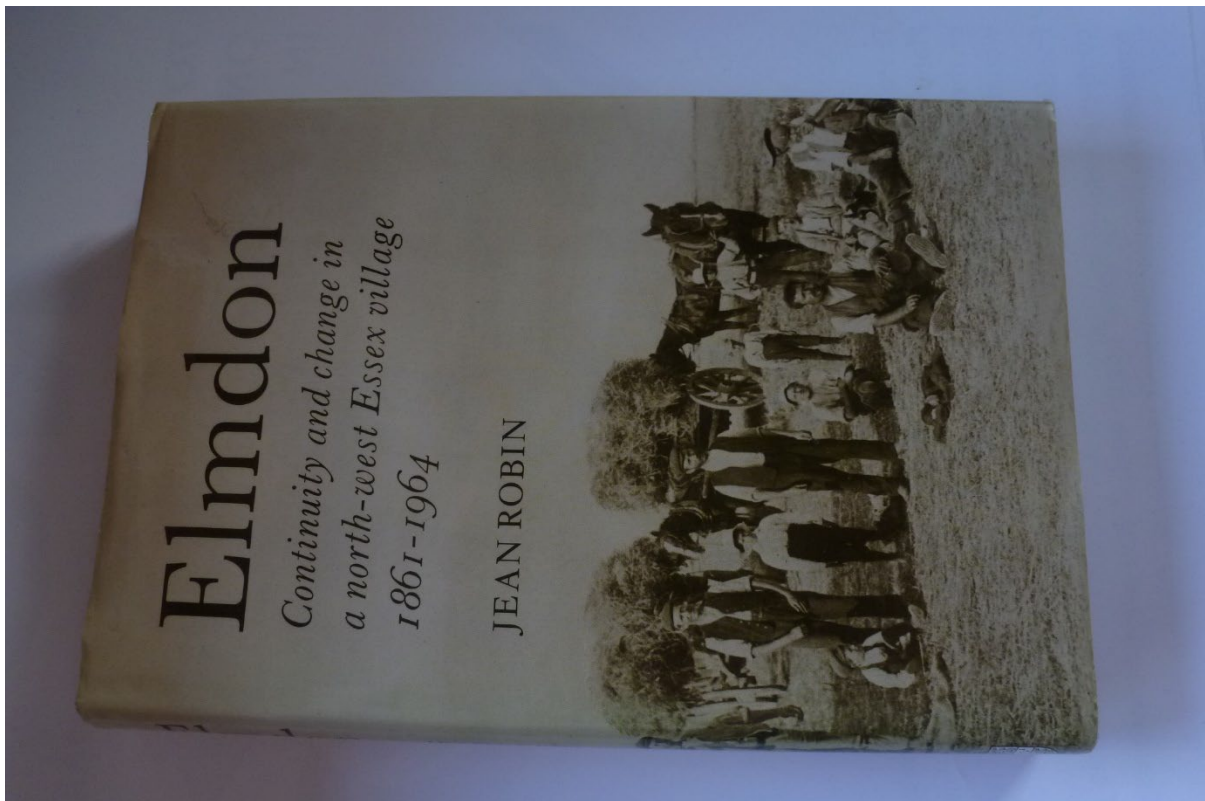 Elmdon
Continuity and change in
a north-west Essex village
1861-1964
JEAN ROBIN